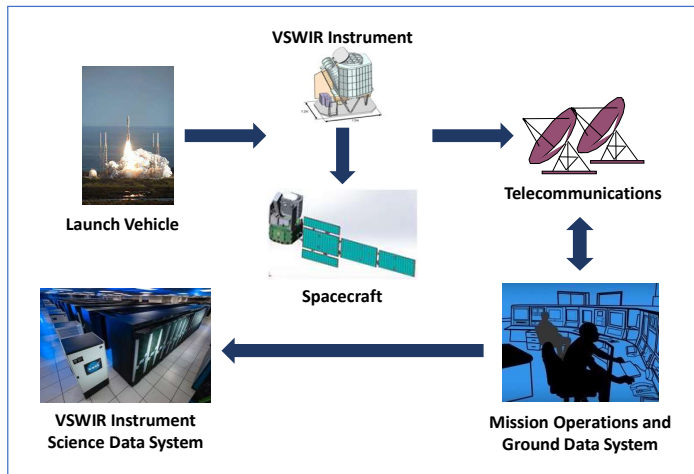 VSWIR Instrument
Launch Vehicle
Telecommunications
Spacecraft
VSWIR Instrument
Science Data System
Mission Operations and
Ground Data System